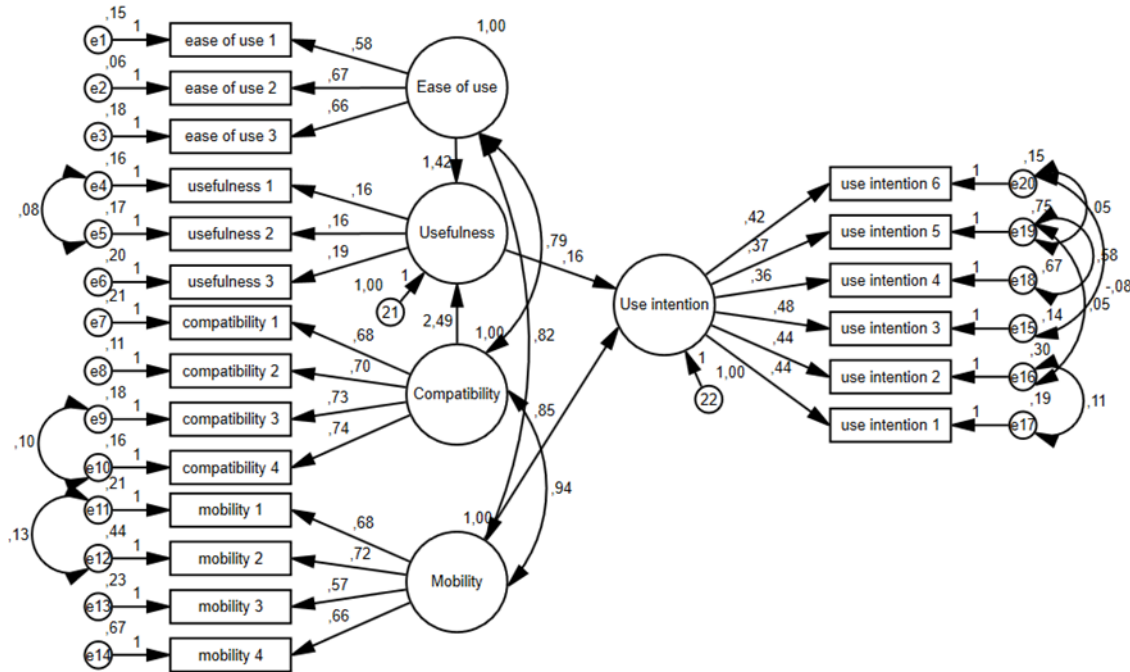 ,15
e1
1
ease of use 1
,58
1,00
Ease of use
,06
e2
1
ease of use 2
,67
,18
e3
1
ease of use 3
,66
,16
e4
1
usefulness 1
,16
1,42
,08
,17
e5
1
usefulness 2
,16
Usefulness
,79
,16
,20
e6
1
usefulness 3
,19
1,00
1
21
,21
e7
1
compatibility 1
,68
2,49
1,00
,82
,11
e8
1
compatibility 2
,70
Compatibility
,18
e9
1
compatibility 3
,73
,85
,10
,16
e10
1
compatibility 4
,74
,94
,21
e11
1
mobility 1
,68
1,00
,13
,44
e12
1
mobility 2
,72
Mobility
,23
e13
1
mobility 3
,57
,67
e14
1
mobility 4
,66
Use intention
1
1,00
22
,42
use intention 6
1
,15
e20
,05
,37
use intention 5
1
,75
e19
,58
,36
use intention 4
1
,67
e18
-,08
,05
,48
use intention 3
1
,14
e15
,44
use intention 2
1
,30
e16
,44
use intention 1
1
,19
e17
,11